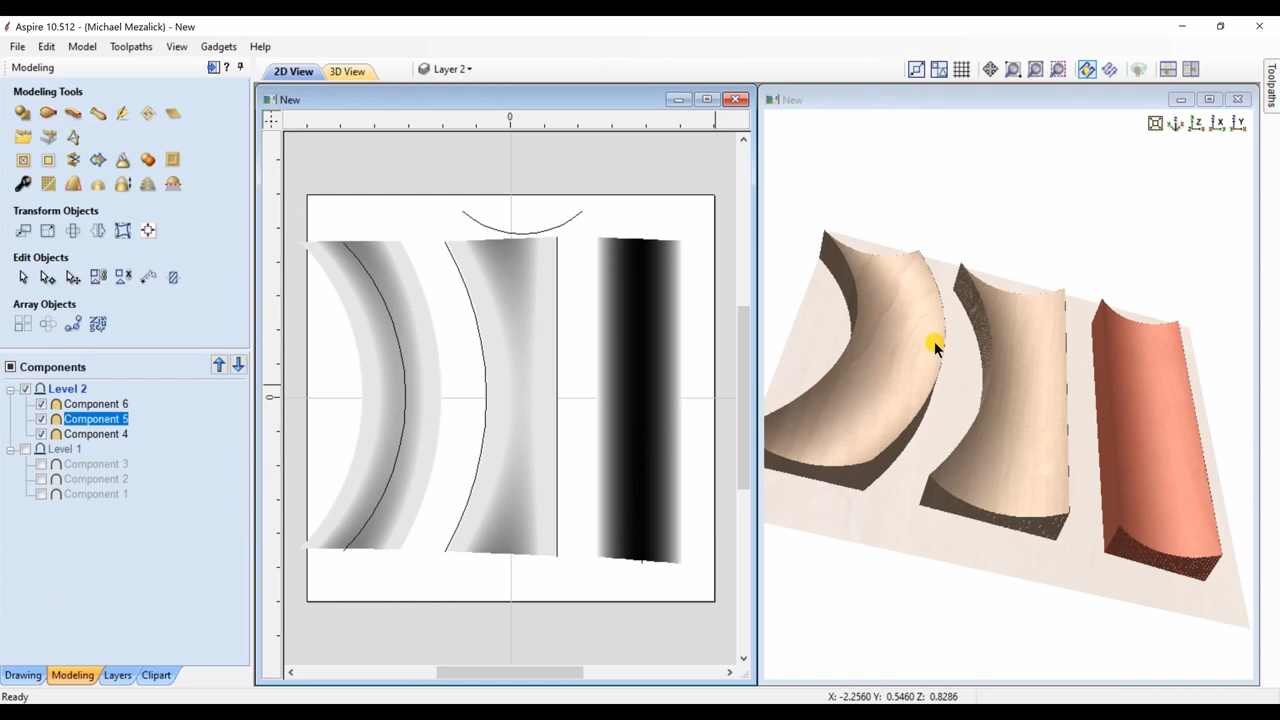 Aspire 10.512 - {Michael Mezalick} - New
File Edit Model Toolpaths View Gadgets Help
Modeling
2D View 3D View Layer 2
Toolpaths
Modeling Tools
New
New
0
Z X Y
Transform Objects
Edit Objects
Array Objects
Components
0
Level 2
Component 6
Component 5
Component 4
Level 1
Component 3
Component 2
Component 1
Drawing Modeling Layers Clipart
Ready
X: -2.2560 Y: 0.5460 Z: 0.8286